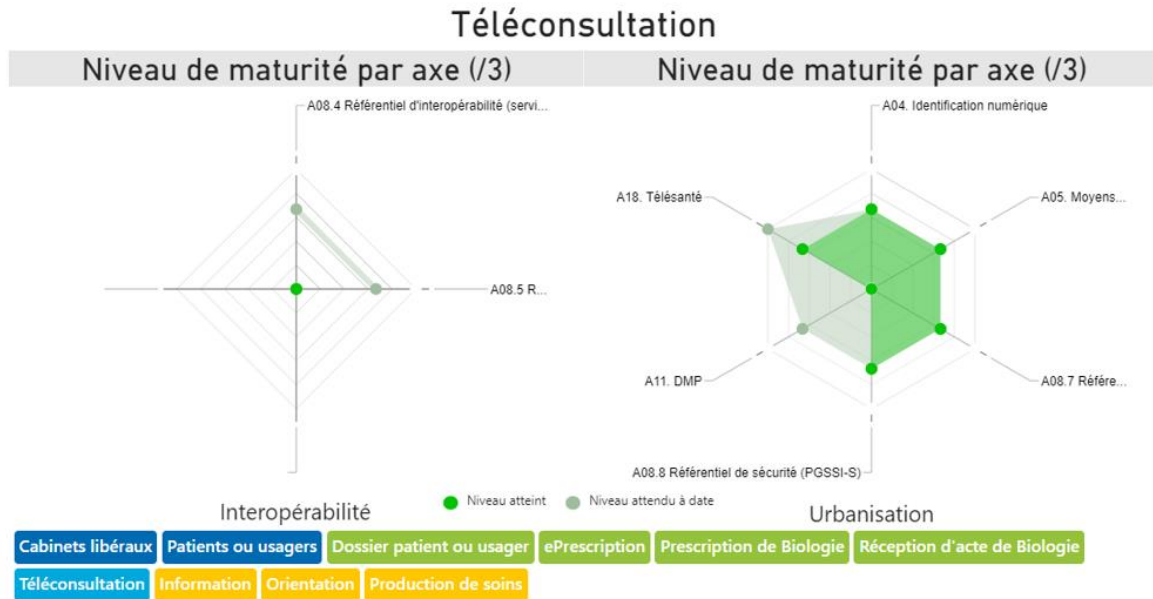 Téléconsultation
Niveau de maturité par axe (/3)
Niveau de maturité par axe (/3)
A08.4 Référentiel d'interopérabilité (servi...
A08.5 R...
A04. Identification numérique
A18. Télésanté
A05. Moyens...
A11. DMP
A08.7 Référe...
A08.8 Référentiel de sécurité (PGSSI-S)
Niveau atteint
Niveau attendu à date
Interopérabilité
Urbanisation
Cabinets libéraux Patients ou usagers Dossier patient ou usager ePrescription Prescription de Biologie Réception d'acte de Biologie
Téléconsultation Information Orientation Production de soins